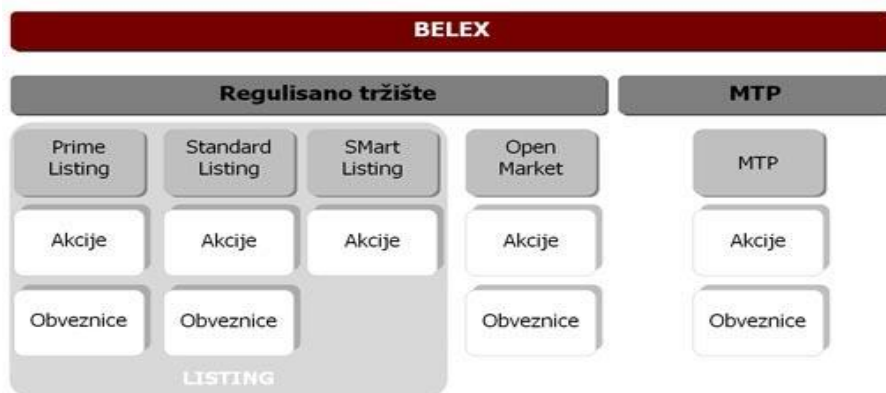 BELEX
Regulisano tržište
MTP
Prime
Listing
Standard
Listing
SMart
Listing
Open
Market
MTP
Akcije
Akcije
Akcije
Akcije
Akcije
Obveznice
Obveznice
Obveznice
Obveznice
LISTING